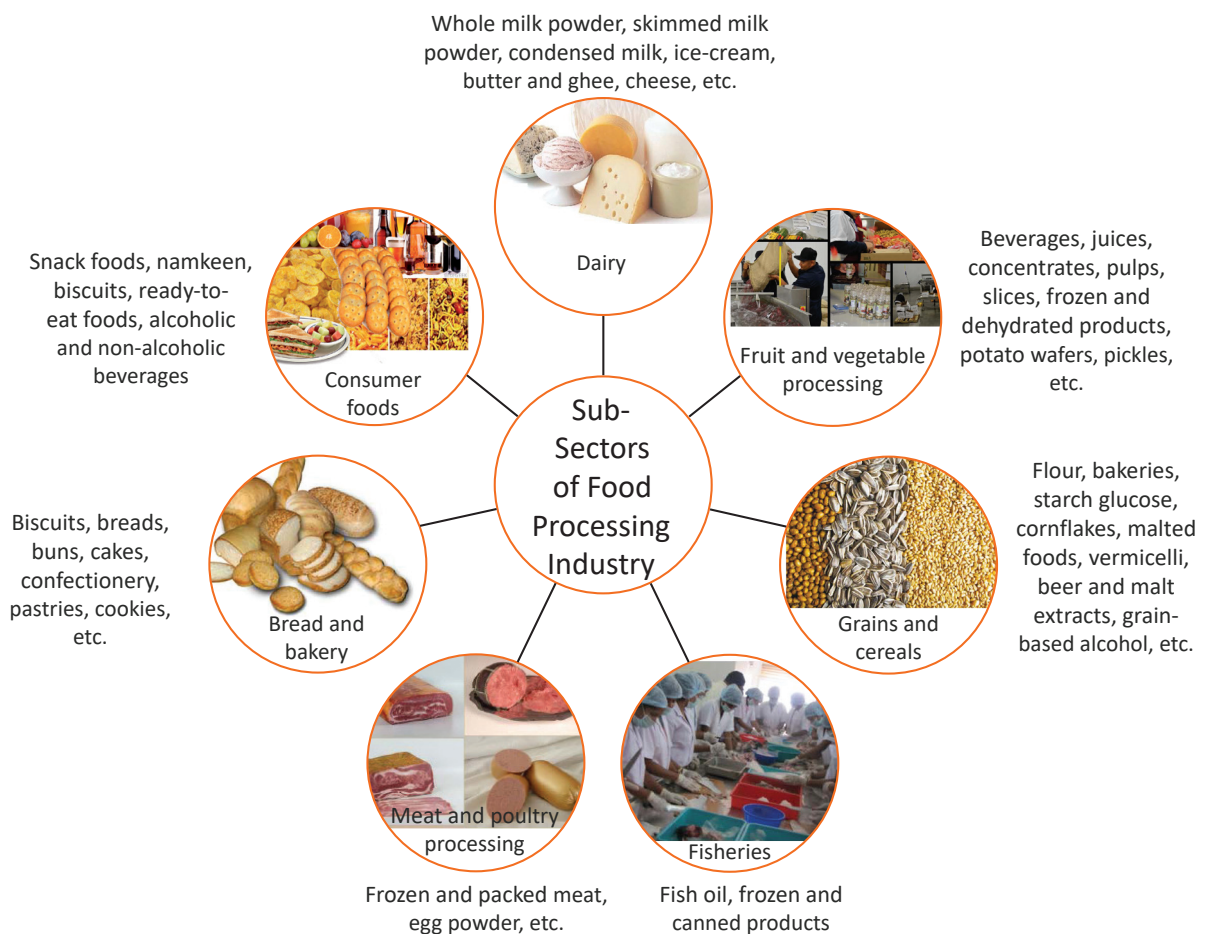 Whole milk powder, skimmed milk
powder, condensed milk, ice-cream,
butter and ghee, cheese, etc.
Dairy
Beverages, juices,
concentrates, pulps,
slices, frozen and
dehydrated products,
potato wafers, pickles,
etc.
Fruit and vegetable
processing
Flour, bakeries,
starch glucose,
cornflakes, malted
foods, vermicelli,
beer and malt
extracts, grain-
based alcohol, etc.
Grains and
cereals
Fisheries
Fish oil, frozen and
canned products
Meat and poultry
processing
Frozen and packed meat,
egg powder, etc.
Biscuits, breads,
buns, cakes,
confectionery,
pastries, cookies,
etc.
Bread and
bakery
Snack foods, namkeen,
biscuits, ready-to-
eat foods, alcoholic
and non-alcoholic
beverages
Consumer
foods
Sub-
Sectors
of Food
Processing
Industry